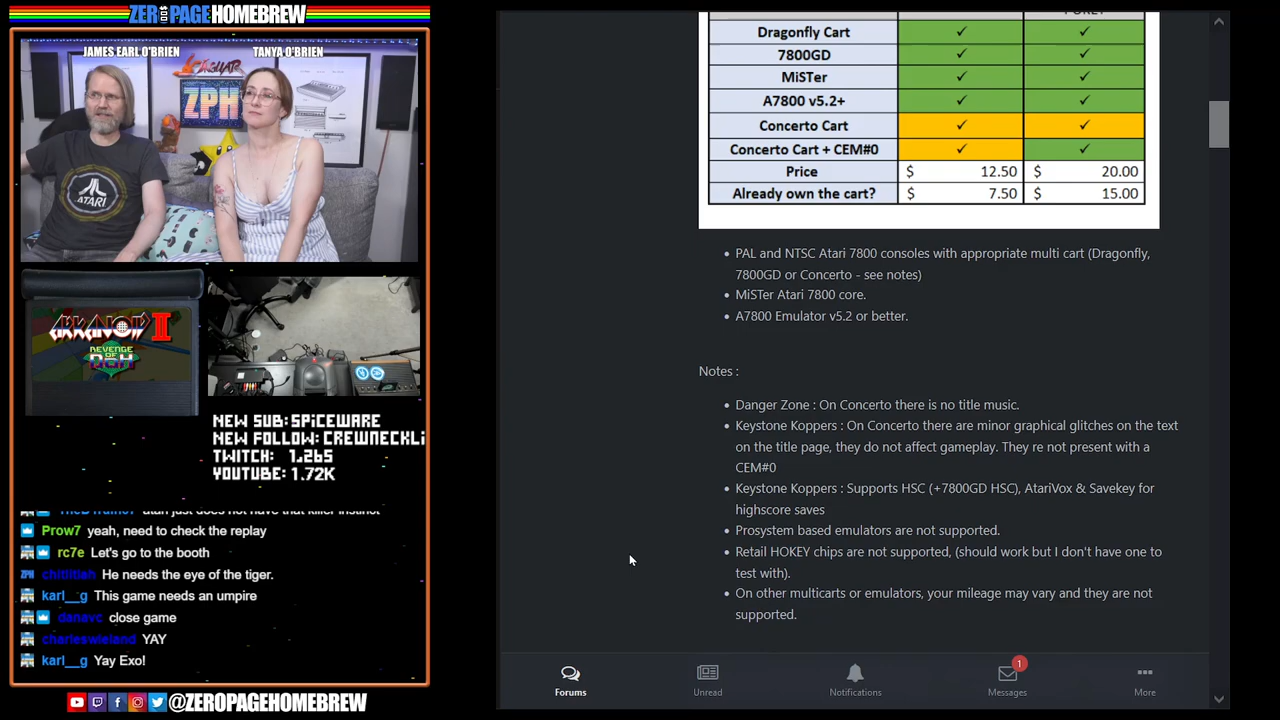 ZERO PAGE HOMEBREW
JAMES EARL O'BRIEN
TANYA O'BRIEN
JAGUAR
ZPH
ATARI
ARKANOID II
REVENGE OF DOH
NEW SUB: SPICEWARE
NEW FOLLOW: CREWNECKLI
TWITCH: 1.265
YOUTUBE: 1.72K
Prow7 yeah, need to check the replay
rc7e Let's go to the booth
ZPH chitlitlah He needs the eye of the tiger.
karl__g This game needs an umpire
danavc close game
charleswieland YAY
karl__g Yay Exo!
@ZEROPAGEHOMEBREW
Dragonfly Cart ✓ ✓
7800GD ✓ ✓
MiSTer ✓ ✓
A7800 v5.2+ ✓ ✓
Concerto Cart ✓ ✓
Concerto Cart + CEM#0 ✓ ✓
Price $ 12.50 $ 20.00
Already own the cart? $ 7.50 $ 15.00
• PAL and NTSC Atari 7800 consoles with appropriate multi cart (Dragonfly,
7800GD or Concerto - see notes)
• MiSTer Atari 7800 core.
• A7800 Emulator v5.2 or better.
Notes :
• Danger Zone : On Concerto there is no title music.
• Keystone Koppers : On Concerto there are minor graphical glitches on the text
on the title page, they do not affect gameplay. They re not present with a
CEM#0
• Keystone Koppers : Supports HSC (+7800GD HSC), AtariVox & Savekey for
highscore saves
• Prosystem based emulators are not supported.
• Retail HOKEY chips are not supported, (should work but I don't have one to
test with).
• On other multicarts or emulators, your mileage may vary and they are not
supported.
Forums
Unread
Notifications
1
Messages
More